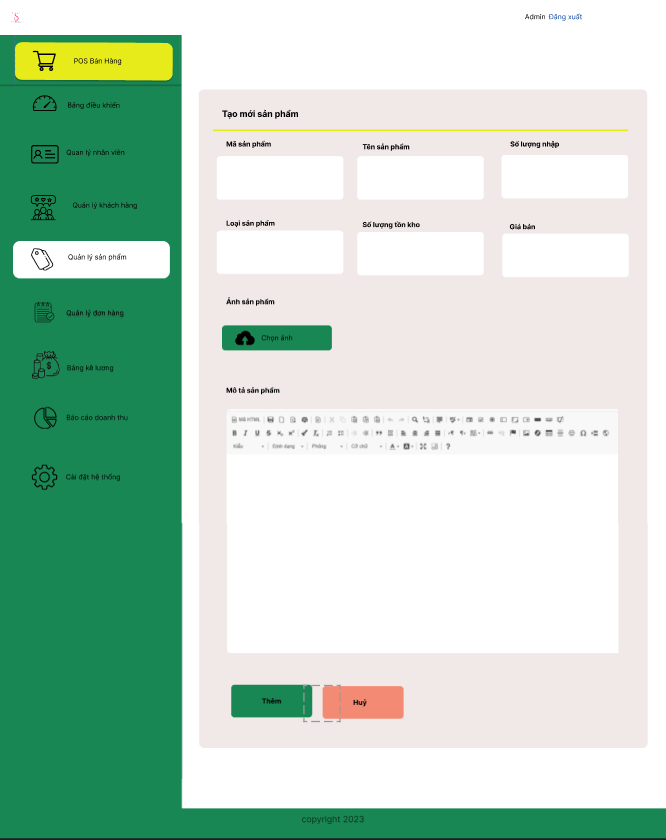 Admin Đăng xuất
POS Bán Hàng
Bảng điều khiển
Quan lý nhân viên
Quản lý khách hàng
Quản lý sản phẩm
Quản lý đơn hàng
Bảng kê lương
Báo cáo doanh thu
Cài đặt hệ thống
Tạo mới sản phẩm
Mã sản phẩm
Tên sản phẩm
Số lượng nhập
Loại sản phẩm
Số lượng tồn kho
Giá bán
Ảnh sản phẩm
Chọn ảnh
Mô tả sản phẩm
Mã HTML
Kiểu
Định dạng
Phông
Cỡ chữ
Thêm
Huỷ
copyright 2023